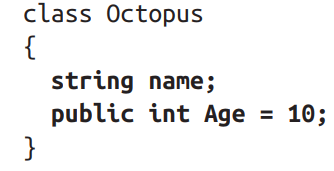 class Octopus
{
  string name;
  public int Age = 10;
}